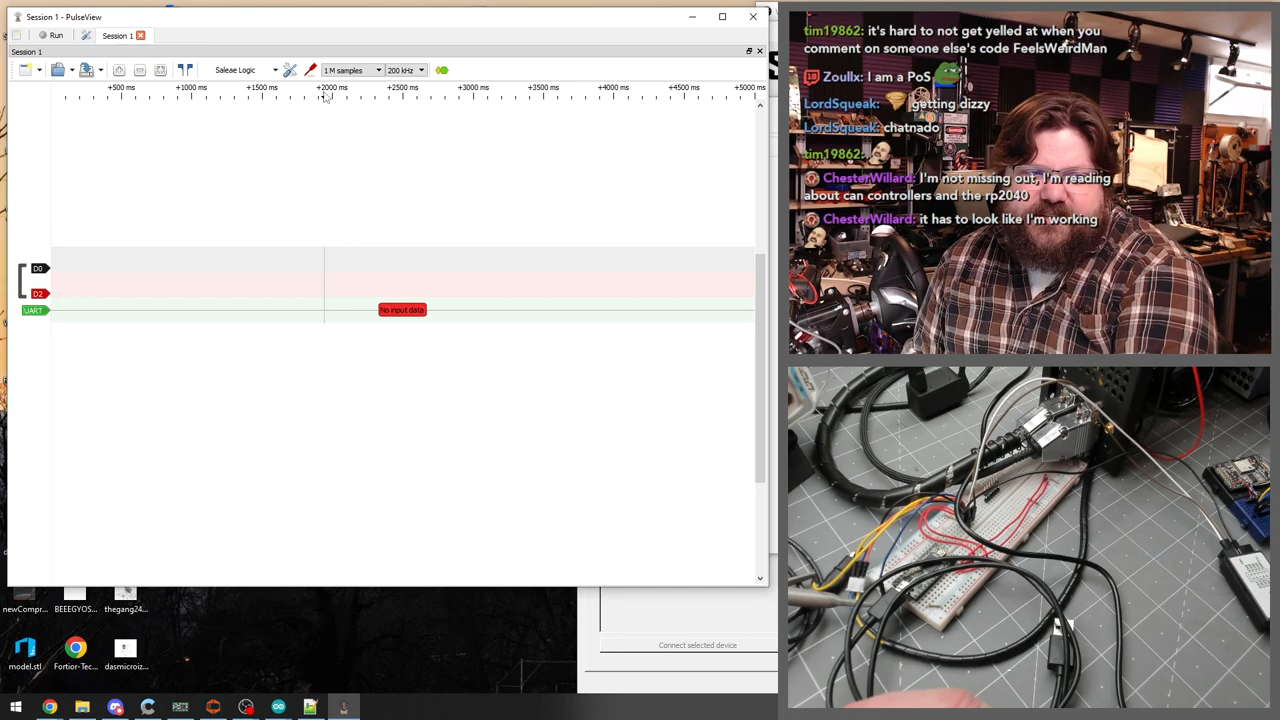 Session 1 - PulseView
Run
Session 1
Session 1
Saleae Logic
1 M samples
200 kHz
+500 ms
+1000 ms
+1500 ms
+2000 ms
+2500 ms
+3000 ms
+3500 ms
+4000 ms
+4500 ms
+5000 ms
D0
D2
UART
No input data
newCompr...
BEEEGYOS...
thegang24...
model.stl
Fortior-Tec...
dasmicroiz...
Connect selected device
tim19862: it's hard to not get yelled at when you
comment on someone else's code FeelsWeirdMan
Zoullx: I am a PoS
LordSqueak: getting dizzy
LordSqueak: chatnado
tim19862:
ChesterWillard: I'm not missing out, I'm reading
about can controllers and the rp2040
ChesterWillard: it has to look like I'm working